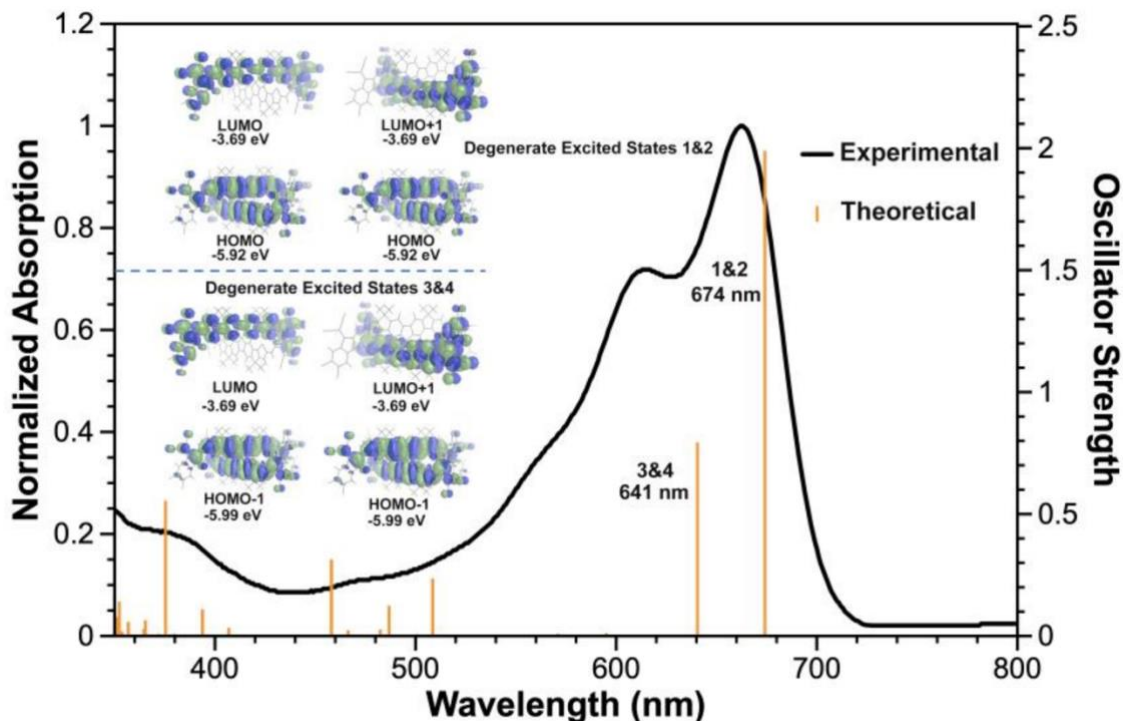 1.2
1
0.8
0.6
0.4
0.2
0
Normalized Absorption
2.5
2
1.5
1
0.5
0
Oscillator Strength
400
500
600
700
800
Wavelength (nm)
LUMO
-3.69 eV
LUMO+1
-3.69 eV
Degenerate Excited States 1&2
HOMO
-5.92 eV
HOMO
-5.92 eV
Degenerate Excited States 3&4
LUMO
-3.69 eV
LUMO+1
-3.69 eV
HOMO-1
-5.99 eV
HOMO-1
-5.99 eV
Experimental
Theoretical
1&2
674 nm
3&4
641 nm